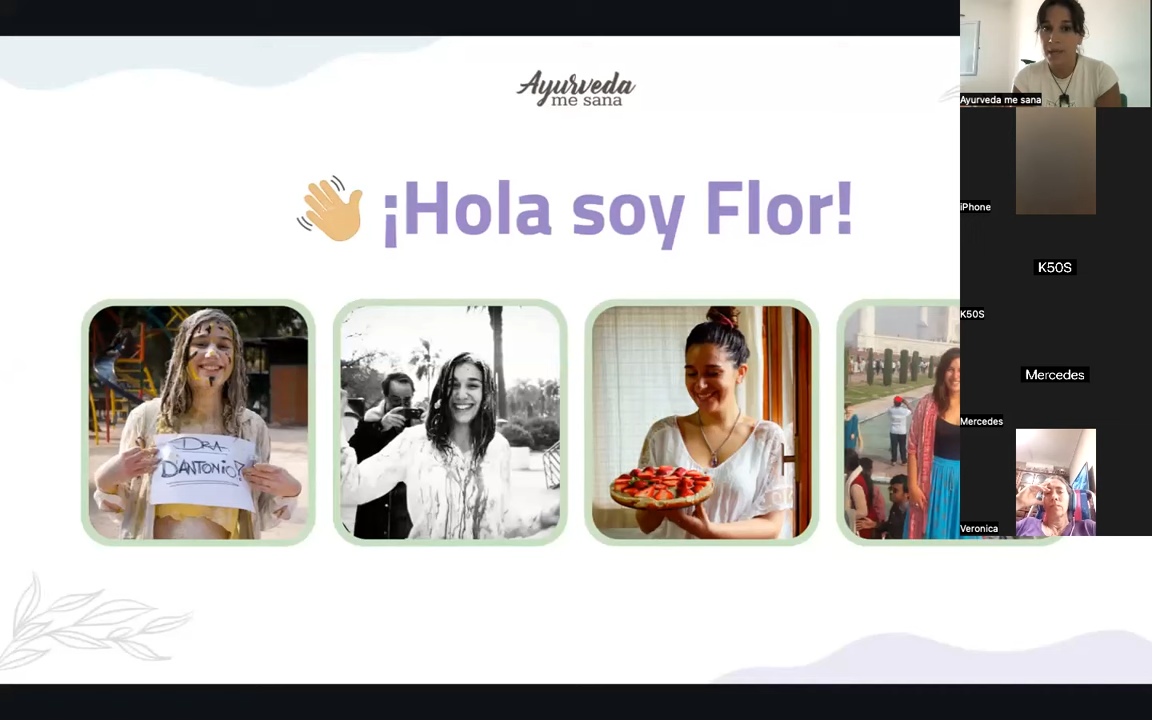 Ayurveda
me sana
¡Hola soy Flor!
DRA
D'ANTONIO!
Ayurveda me sana
iPhone
K50S
K50S
Mercedes
Mercedes
Veronica